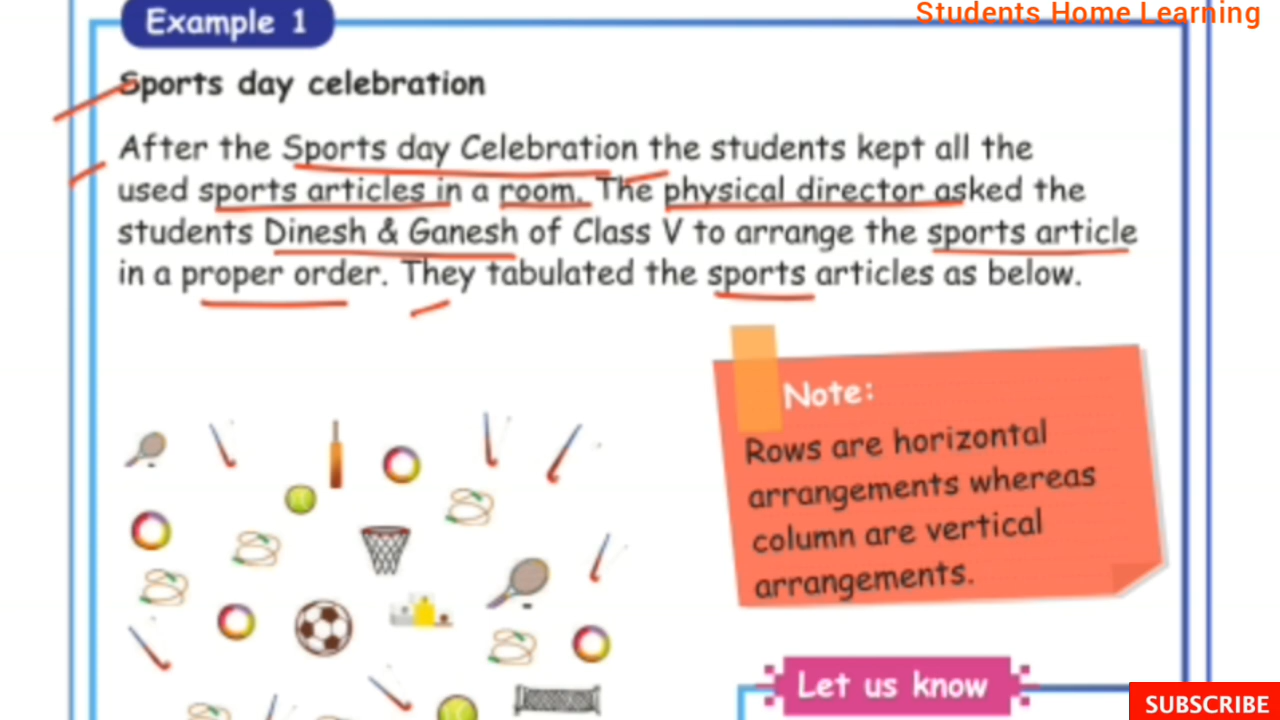 Example 1
Students Home Learning
Sports day celebration
After the Sports day Celebration the students kept all the
used sports articles in a room. The physical director asked the
students Dinesh & Ganesh of Class V to arrange the sports article
in a proper order. They tabulated the sports articles as below.
Note:
Rows are horizontal
arrangements whereas
column are vertical
arrangements.
Let us know
SUBSCRIBE